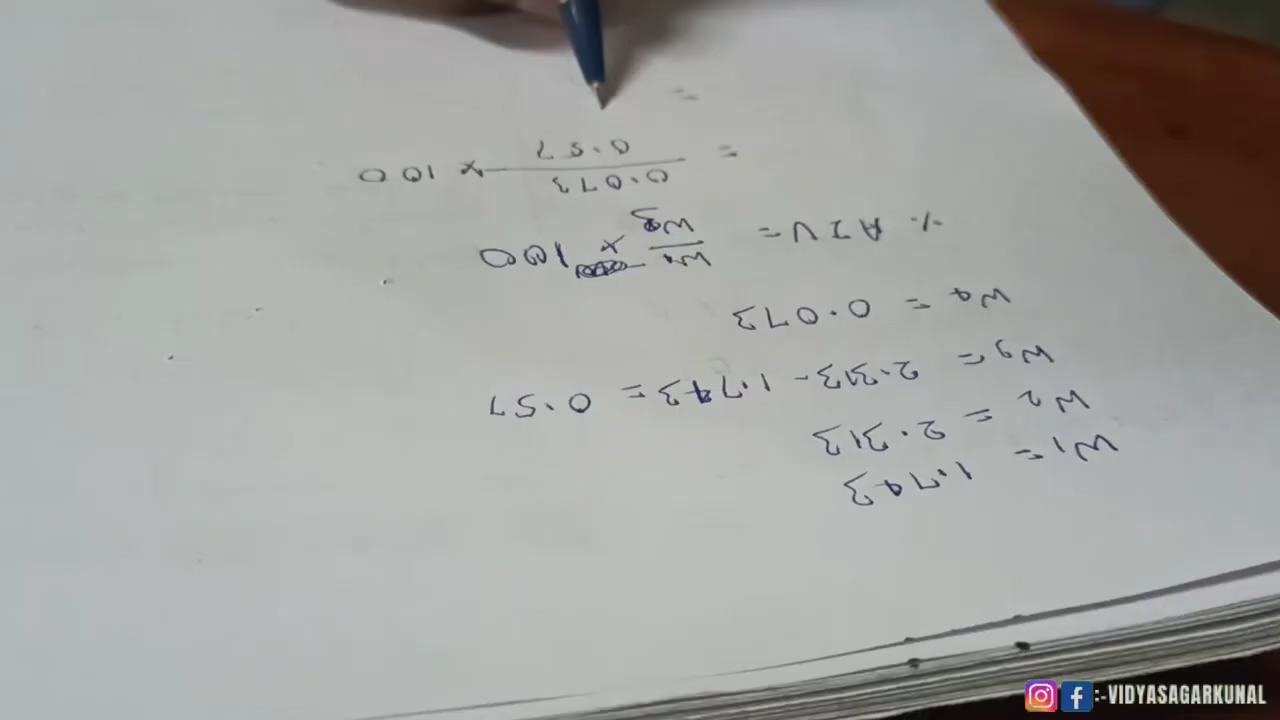 W1 = 1.743
W2 = 2.313
W3 = 2.313 - 1.743 = 0.57
W4 = 0.073
% AIV = W4/W3 × 100
= 0.073/0.57 × 100
=
:-VIDYASAGARKUNAL